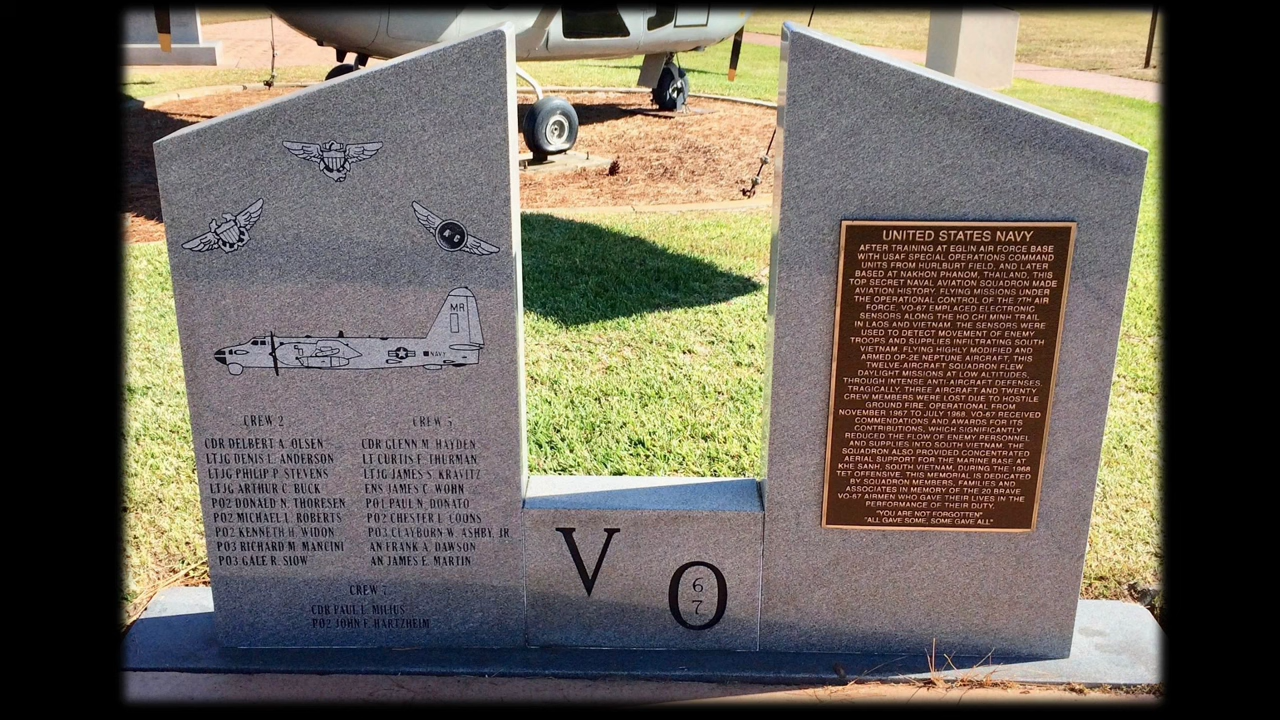 MR
NAVY
CREW 2
CDR DELBERT A. OLSEN
LTJG DENIS L. ANDERSON
LTJG PHILIP P. STEVENS
LTJG ARTHUR C. BUCK
PO2 DONALD N. THORESEN
PO2 MICHAEL L. ROBERTS
PO2 KENNETH H. WIDON
PO3 RICHARD M. MANCINI
PO3 GALE R. SIOW
CREW 5
CDR GLENN M. HAYDEN
LT CURTIS F. THURMAN
LTJG JAMES S. KRAVITZ
ENS JAMES C. WOHN
PO1 PAUL N. DONATO
PO2 CHESTER L. COONS
PO3 CLAYBORN W. ASHBY, JR
AN FRANK A. DAWSON
AN JAMES E. MARTIN
CREW 7
CDR PAUL L. MILIUS
PO2 JOHN F. HARTZHEIM
VO
67
UNITED STATES NAVY
AFTER TRAINING AT EGLIN AIR FORCE BASE
WITH USAF SPECIAL OPERATIONS COMMAND
UNITS FROM HURLBURT FIELD, AND LATER
BASED AT NAKHON PHANOM, THAILAND, THIS
TOP SECRET NAVAL AVIATION SQUADRON MADE
AVIATION HISTORY. FLYING MISSIONS UNDER
THE OPERATIONAL CONTROL OF THE 7TH AIR
FORCE, VO-67 EMPLACED ELECTRONIC
SENSORS ALONG THE HO CHI MINH TRAIL
IN LAOS AND VIETNAM. THE SENSORS WERE
USED TO DETECT MOVEMENT OF ENEMY
TROOPS AND SUPPLIES INFILTRATING SOUTH
VIETNAM. FLYING HIGHLY MODIFIED AND
ARMED OP-2E NEPTUNE AIRCRAFT, THIS
TWELVE-AIRCRAFT SQUADRON FLEW
DAYLIGHT MISSIONS AT LOW ALTITUDES,
THROUGH INTENSE ANTI-AIRCRAFT DEFENSES.
TRAGICALLY, THREE AIRCRAFT AND TWENTY
CREW MEMBERS WERE LOST DUE TO HOSTILE
GROUND FIRE. OPERATIONAL FROM
NOVEMBER 1967 TO JULY 1968, VO-67 RECEIVED
COMMENDATIONS AND AWARDS FOR ITS
CONTRIBUTIONS, WHICH SIGNIFICANTLY
REDUCED THE FLOW OF ENEMY PERSONNEL
AND SUPPLIES INTO SOUTH VIETNAM. THE
SQUADRON ALSO PROVIDED CONCENTRATED
AERIAL SUPPORT FOR THE MARINE BASE AT
KHE SANH, SOUTH VIETNAM, DURING THE 1968
TET OFFENSIVE. THIS MEMORIAL IS DEDICATED
BY SQUADRON MEMBERS, FAMILIES AND
ASSOCIATES IN MEMORY OF THE 20 BRAVE
VO-67 AIRMEN WHO GAVE THEIR LIVES IN THE
PERFORMANCE OF THEIR DUTY.
"YOU ARE NOT FORGOTTEN"
"ALL GAVE SOME, SOME GAVE ALL"